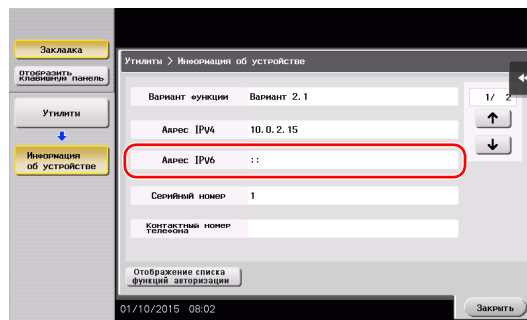 Закладка
Отобразить
клавишную панель
Утилиты
Информация
об устройстве
Утилиты > Информация об устройстве
Вариант функции Вариант 2.1
1/ 2
Адрес IPV4 10.0.2.15
Адрес IPV6 ::
Серийный номер 1
Контактный номер
телефона
Отображение списка
функций авторизации
01/10/2015 08:02
Закрыть